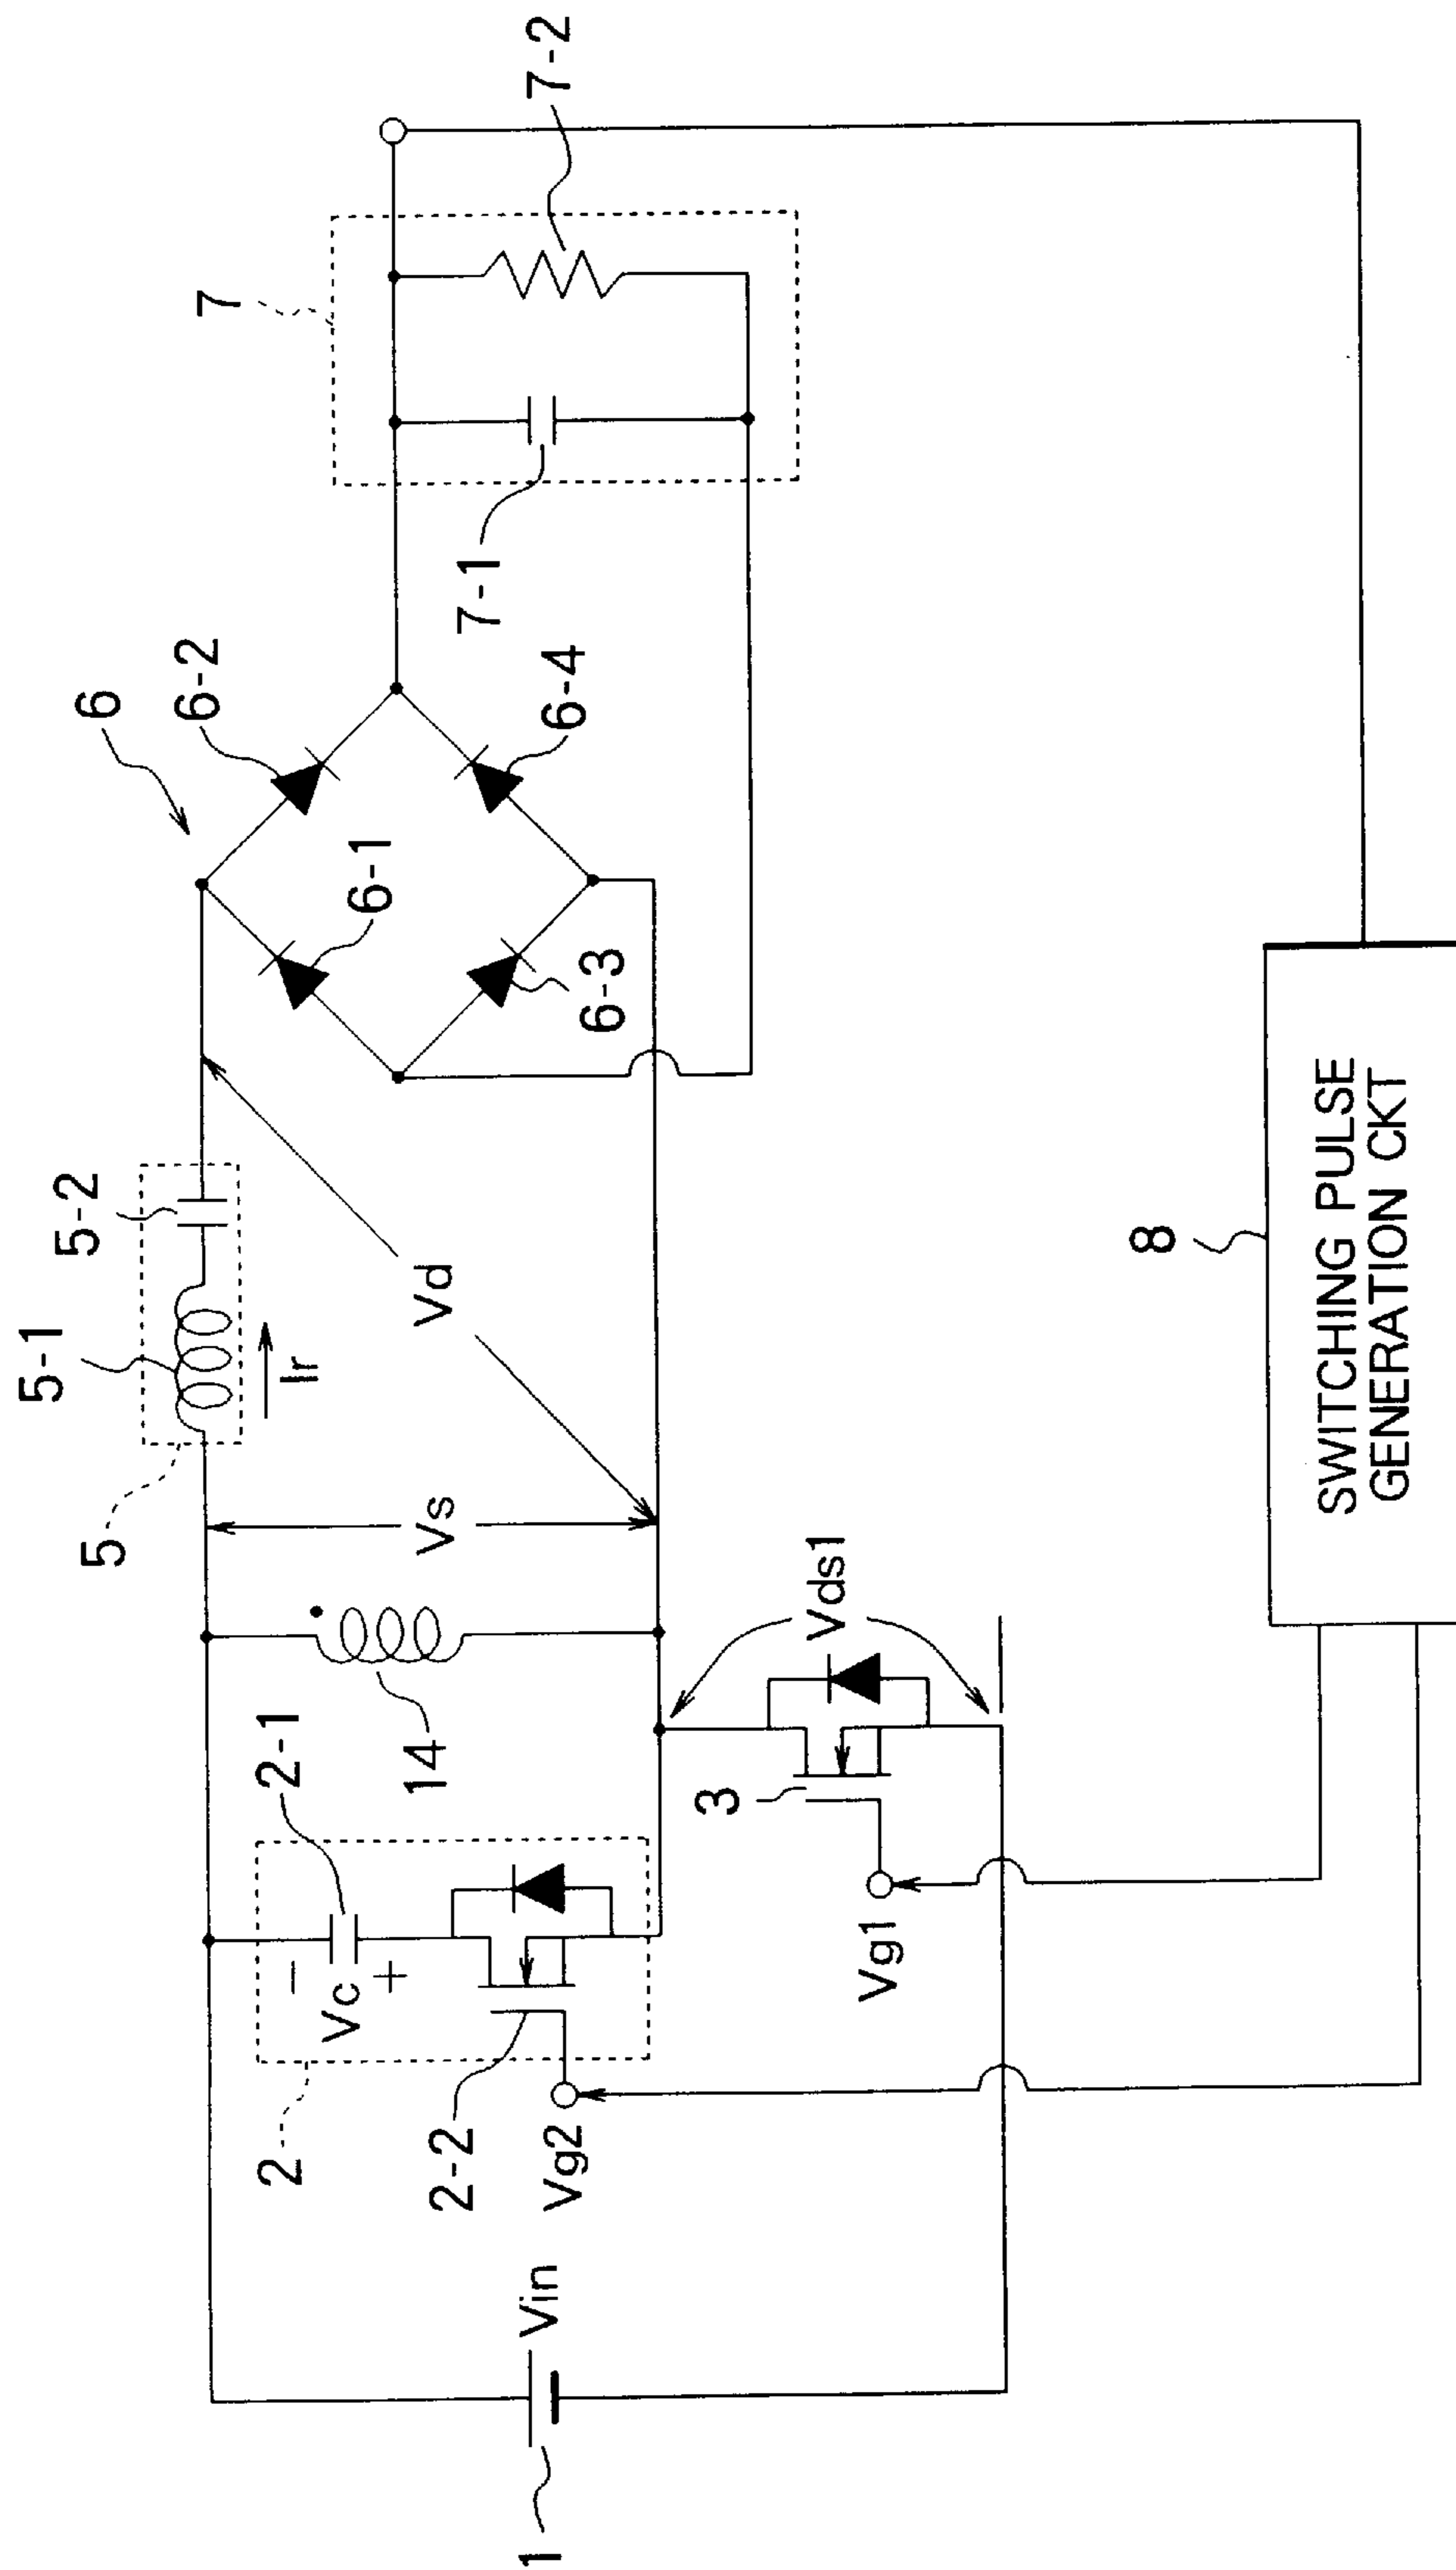 5-1
5-2
5
Ir
6
6-2
6-1
6-4
6-3
7
7-2
7-1
2
2-1
- Vc +
2-2
Vg2
14
Vs
Vd
1
Vin
3
Vg1
Vds1
8
SWITCHING PULSE
GENERATION CKT